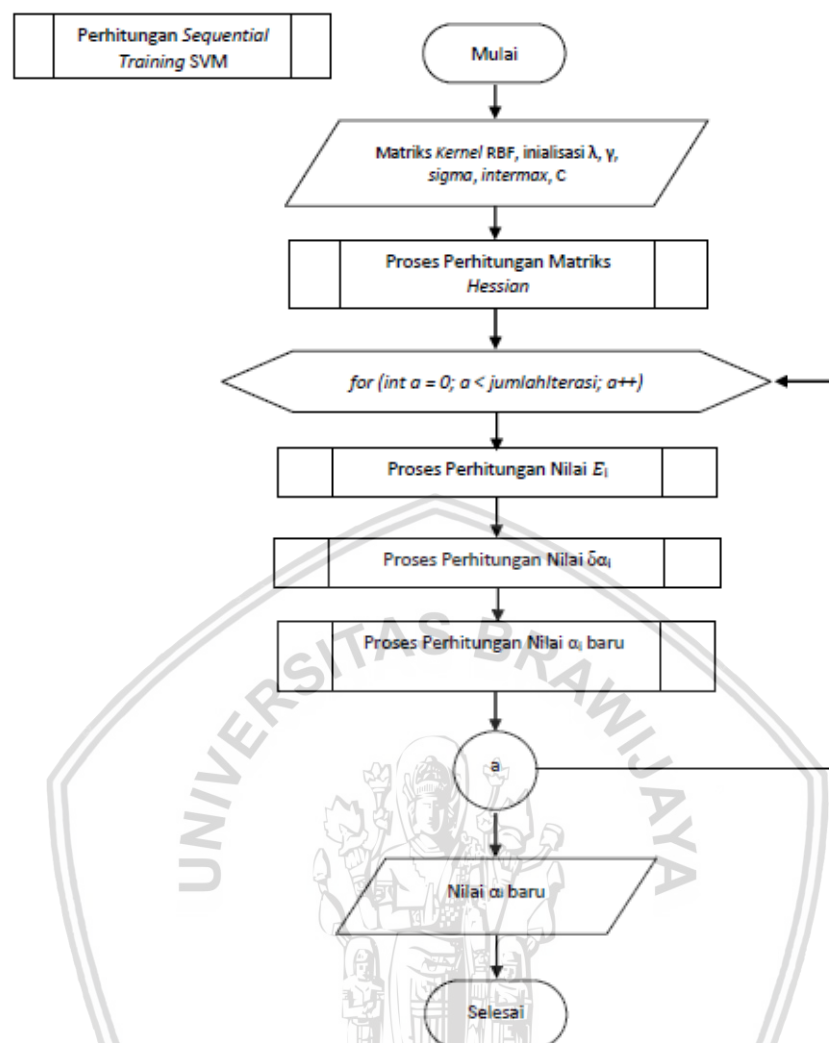 Perhitungan Sequential
Training SVM
Mulai
Matriks Kernel RBF, inialisasi λ, γ,
sigma, intermax, C
Proses Perhitungan Matriks
Hessian
for (int a = 0; a < jumlahIterasi; a++)
Proses Perhitungan Nilai Eᵢ
Proses Perhitungan Nilai δαᵢ
Proses Perhitungan Nilai αᵢ baru
a
Nilai αᵢ baru
Selesai
UNIVERSITAS BRAWIJAYA